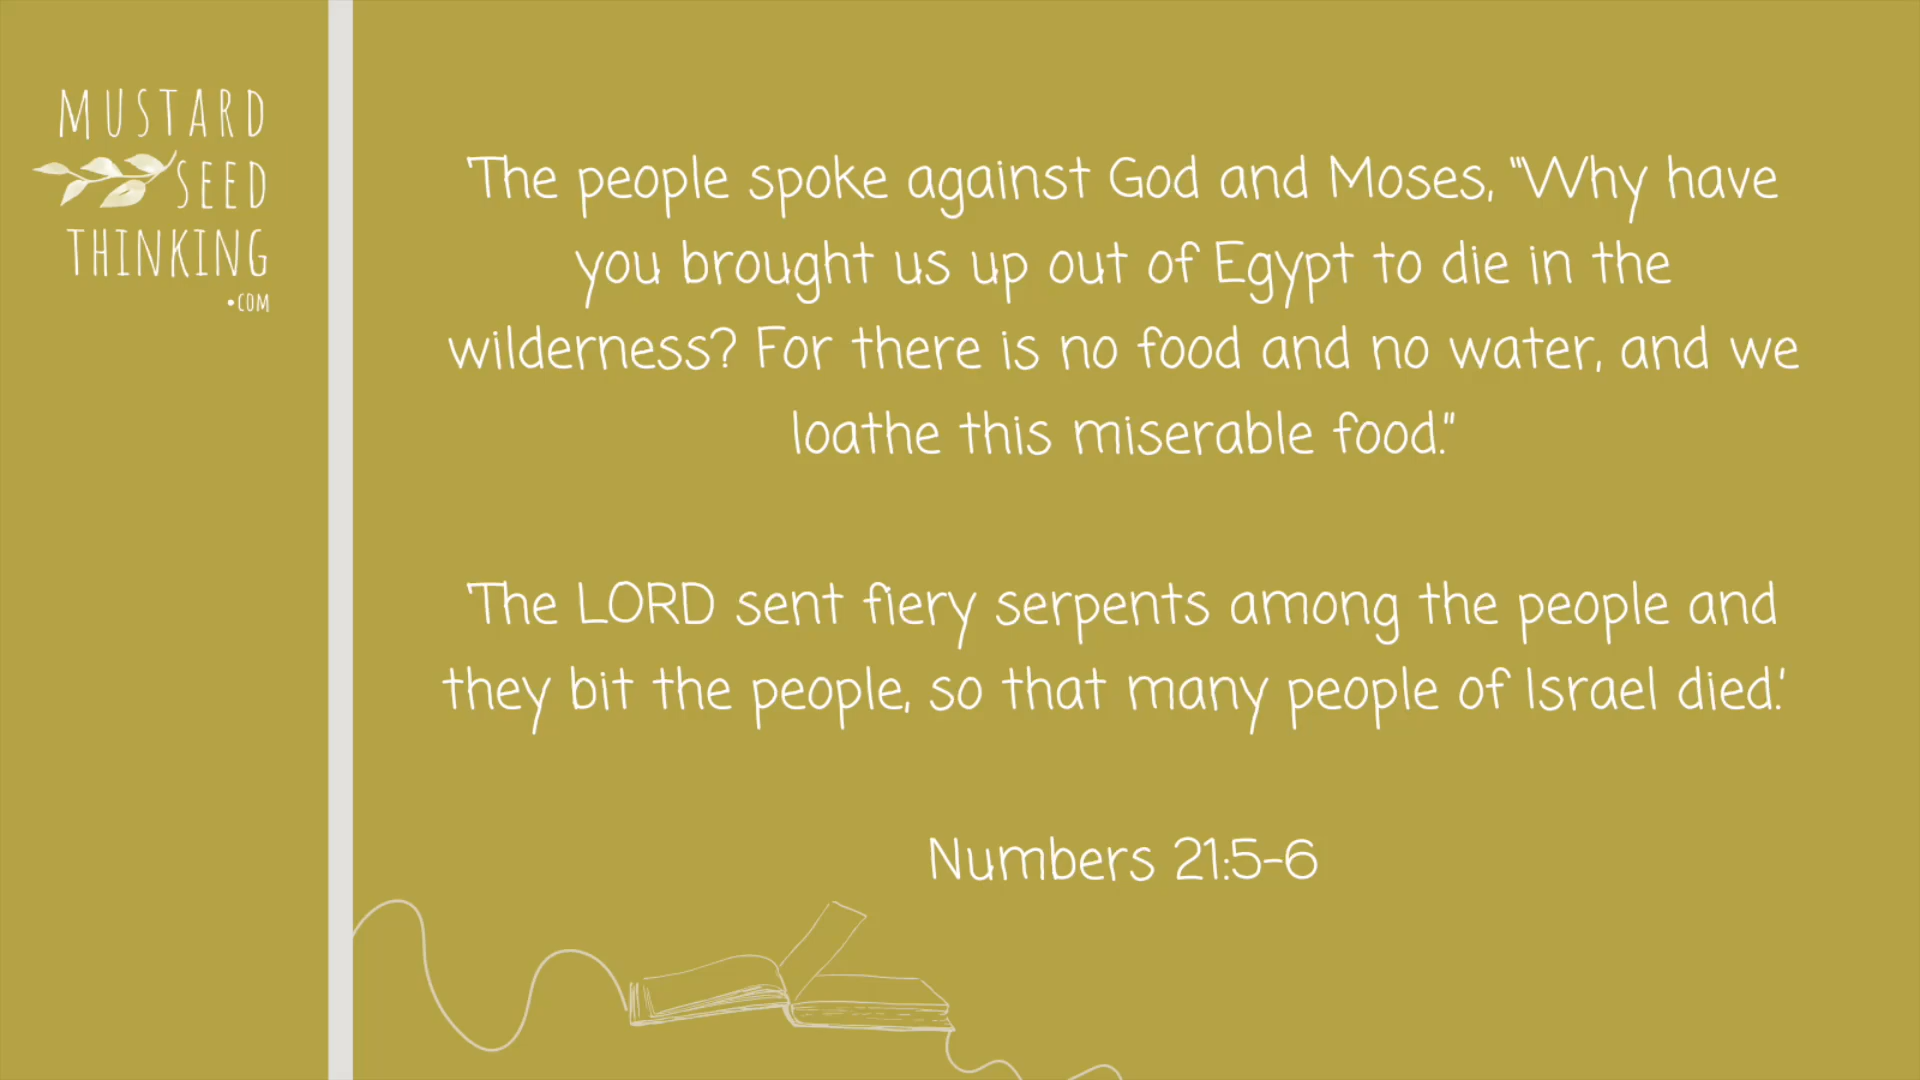 MUSTARD
SEED
THINKING
•COM
'The people spoke against God and Moses, "Why have
you brought us up out of Egypt to die in the
wilderness? For there is no food and no water, and we
loathe this miserable food."
'The LORD sent fiery serpents among the people and
they bit the people, so that many people of Israel died.'
Numbers 21:5-6